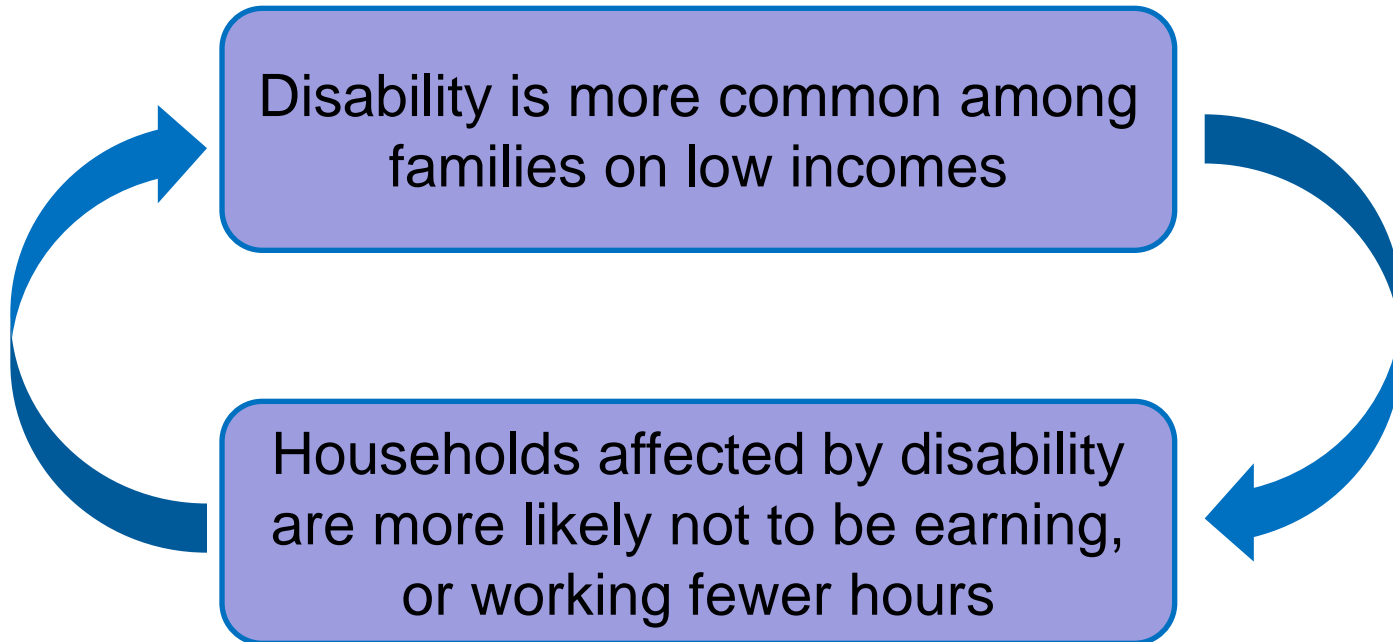 Disability is more common among
families on low incomes
Households affected by disability
are more likely not to be earning,
or working fewer hours